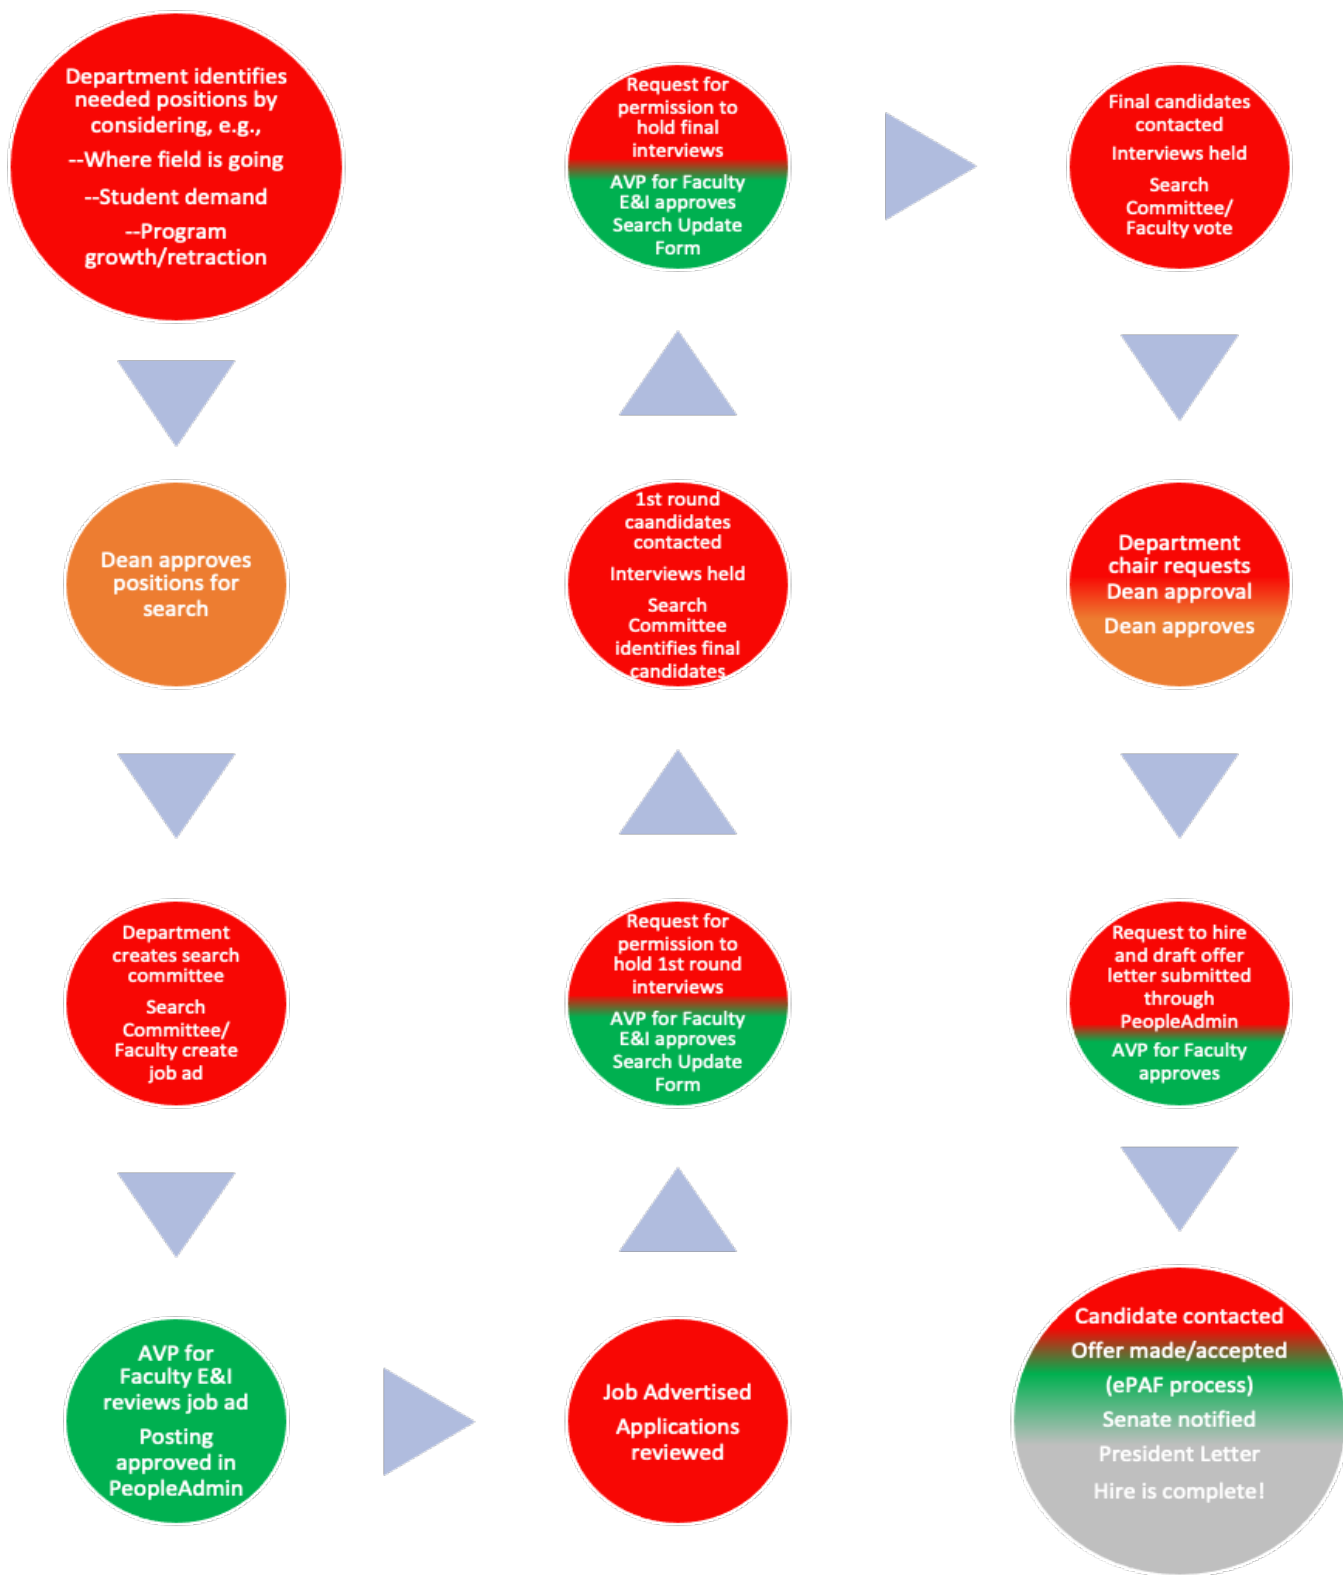 Department identifies
needed positions by
considering, e.g.,
--Where field is going
--Student demand
--Program
growth/retraction
Dean approves
positions for
search
Department
creates search
committee
Search
Committee/
Faculty create
job ad
AVP for
Faculty E&I
reviews job ad
Posting
approved in
PeopleAdmin
Job Advertised
Applications
reviewed
Request for
permission to
hold 1st round
interviews
AVP for Faculty
E&I approves
Search Update
Form
1st round
caandidates
contacted
Interviews held
Search
Committee
identifies final
candidates
Request for
permission to
hold final
interviews
AVP for Faculty
E&I approves
Search Update
Form
Final candidates
contacted
Interviews held
Search
Committee/
Faculty vote
Department
chair requests
Dean approval
Dean approves
Request to hire
and draft offer
letter submitted
through
PeopleAdmin
AVP for Faculty
approves
Candidate contacted
Offer made/accepted
(ePAF process)
Senate notified
President Letter
Hire is complete!